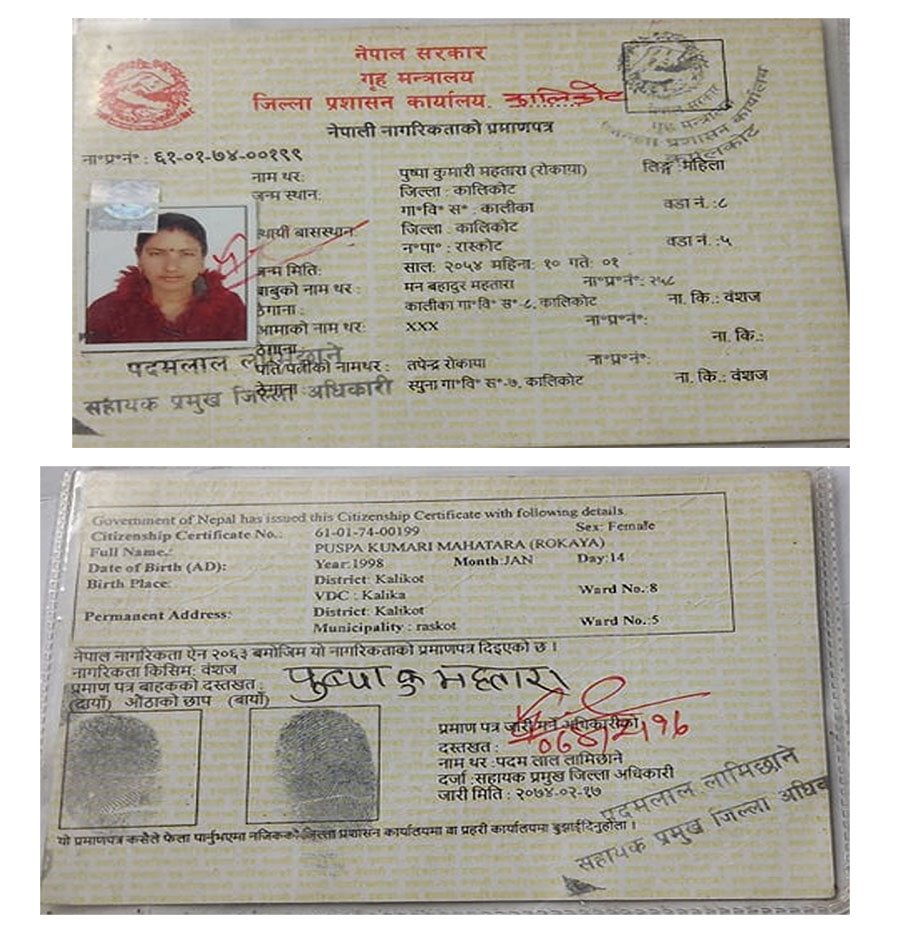 नेपाल सरकार
गृह मन्त्रालय
जिल्ला प्रशासन कार्यालय, कालिकोट
नेपाल सरकार
गृह मन्त्रालय
जिल्ला प्रशासन कार्यालय
कालिकोट
नेपाली नागरिकताको प्रमाणपत्र
ना°प्र°नं° : ६१-०१-७४-००१९९
नाम थर: पुष्पा कुमारी महतारा (रोकाया) लिङ्ग :महिला
जन्म स्थान: जिल्ला : कालिकोट
गा°वि° स° : कालीका वडा नं. :८
स्थायी बासस्थान: जिल्ला : कालिकोट
न°पा° : रास्कोट वडा नं. :५
जन्म मिति: साल: २०५४ महिना: १० गते: ०१
बाबुको नाम थर : मन बहादुर महतारा ना°प्र°नं°: २५८
ठेगाना : कालीका गा°वि° स°-८, कालिकोट ना. कि.: वंशज
आमाको नाम थर: XXX ना°प्र°नं°:
ठेगाना: ना. कि.:
पति/पत्नीको नामथर : तपेन्द्र रोकाया ना°प्र°नं°:
ठेगाना: स्युना गा°वि° स°-७, कालिकोट ना. कि.: वंशज
पदमलाल लामिछाने
सहायक प्रमुख जिल्ला अधिकारी
Government of Nepal has issued this Citizenship Certificate with following details.
Citizenship Certificate No.: 61-01-74-00199 Sex: Female
Full Name.: PUSPA KUMARI MAHATARA (ROKAYA)
Date of Birth (AD): Year:1998 Month:JAN Day:14
Birth Place: District: Kalikot
VDC : Kalika Ward No.:8
Permanent Address: District: Kalikot
Municipality : raskot Ward No.:5
नेपाल नागरिकता ऐन २०६३ बमोजिम यो नागरिकताको प्रमाणपत्र दिइएको छ ।
नागरिकता किसिम: वंशज
प्रमाण पत्र बाहकको दस्तखत : पुष्पा कु महतारा
(दायाँ) औंठाको छाप (बायाँ)
प्रमाण पत्र जारी गर्ने अधिकारीको
दस्तखत :
नाम थर :पदम लाल लामिछाने
दर्जा :सहायक प्रमुख जिल्ला अधिकारी
जारी मिति : २०७४-०२-१७
पदमलाल लामिछाने
सहायक प्रमुख जिल्ला
यो प्रमाणपत्र कसैले फेला पार्नुभएमा नजिकको जिल्ला प्रशासन कार्यालयमा वा प्रहरी कार्यालयमा बुझाईदिनुहोला ।